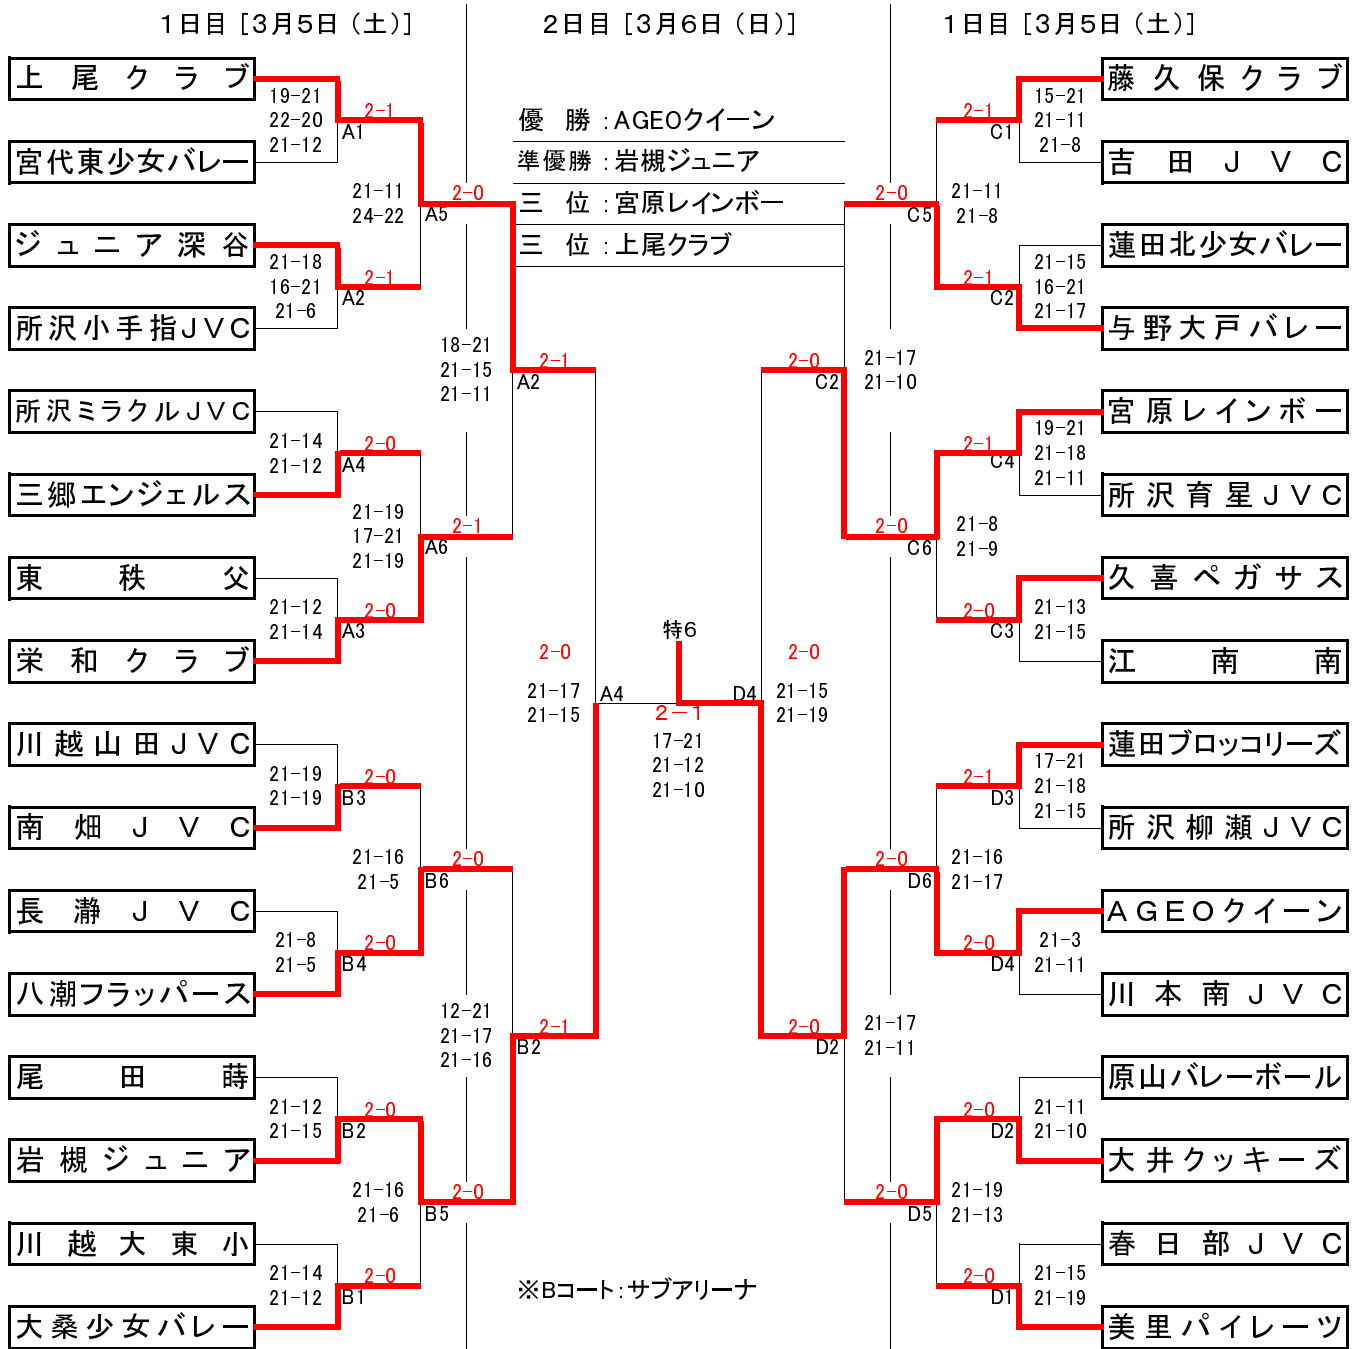 1日目 [3月5日（土）]
2日目 [3月6日（日）]
1日目 [3月5日（土）]
優　勝：AGEOクイーン
準優勝：岩槻ジュニア
三　位：宮原レインボー
三　位：上尾クラブ
上尾クラブ
19-21
22-20
21-12
2-1
A1
宮代東少女バレー
21-11
24-22
2-0
A5
ジュニア深谷
21-18
16-21
21-6
2-1
A2
所沢小手指JVC
18-21
21-15
21-11
2-1
A2
所沢ミラクルJVC
21-14
21-12
2-0
A4
三郷エンジェルス
21-19
17-21
21-19
2-1
A6
東秩父
21-12
21-14
2-0
A3
栄和クラブ
2-0
21-17
21-15
A4
川越山田JVC
21-19
21-19
2-0
B3
南畑JVC
21-16
21-5
2-0
B6
長瀞JVC
21-8
21-5
2-0
B4
八潮フラッパース
12-21
21-17
21-16
2-1
B2
尾田蒔
21-12
21-15
2-0
B2
岩槻ジュニア
21-16
21-6
2-0
B5
川越大東小
21-14
21-12
2-0
B1
大桑少女バレー
特6
2-1
17-21
21-12
21-10
※Bコート：サブアリーナ
藤久保クラブ
2-1
C1
15-21
21-11
21-8
吉田JVC
2-0
C5
21-11
21-8
蓮田北少女バレー
2-1
C2
21-15
16-21
21-17
与野大戸バレー
2-0
C2
21-17
21-10
宮原レインボー
2-1
C4
19-21
21-18
21-11
所沢育星JVC
2-0
C6
21-8
21-9
久喜ペガサス
2-0
C3
21-13
21-15
江南南
2-0
D4
21-15
21-19
蓮田ブロッコリーズ
2-1
D3
17-21
21-18
21-15
所沢柳瀬JVC
2-0
D6
21-16
21-17
AGEOクイーン
2-0
D4
21-3
21-11
川本南JVC
2-0
D2
21-17
21-11
原山バレーボール
2-0
D2
21-11
21-10
大井クッキーズ
2-0
D5
21-19
21-13
春日部JVC
2-0
D1
21-15
21-19
美里パイレーツ